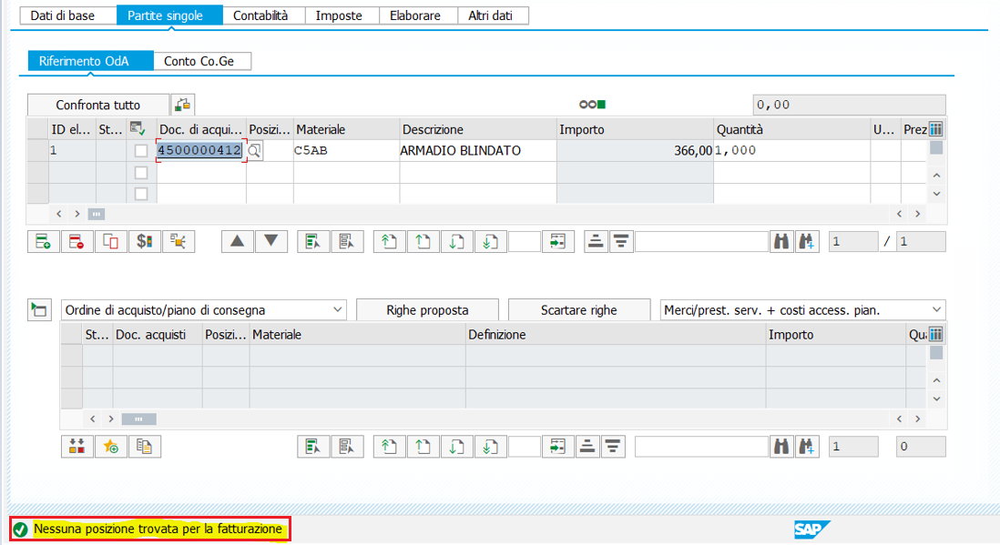 Dati di base Partite singole Contabilità Imposte Elaborare Altri dati
Riferimento OdA Conto Co.Ge
Confronta tutto 0,00
ID el... St... Doc. di acqui... Posizi... Materiale Descrizione Importo Quantità U... Prez
1 4500000412 C5AB ARMADIO BLINDATO 366,00 1,000
1 / 1
Ordine di acquisto/piano di consegna Righe proposta Scartare righe Merci/prest. serv. + costi access. pian.
St... Doc. acquisti Posizi... Materiale Definizione Importo Qu
1 0
Nessuna posizione trovata per la fatturazione SAP